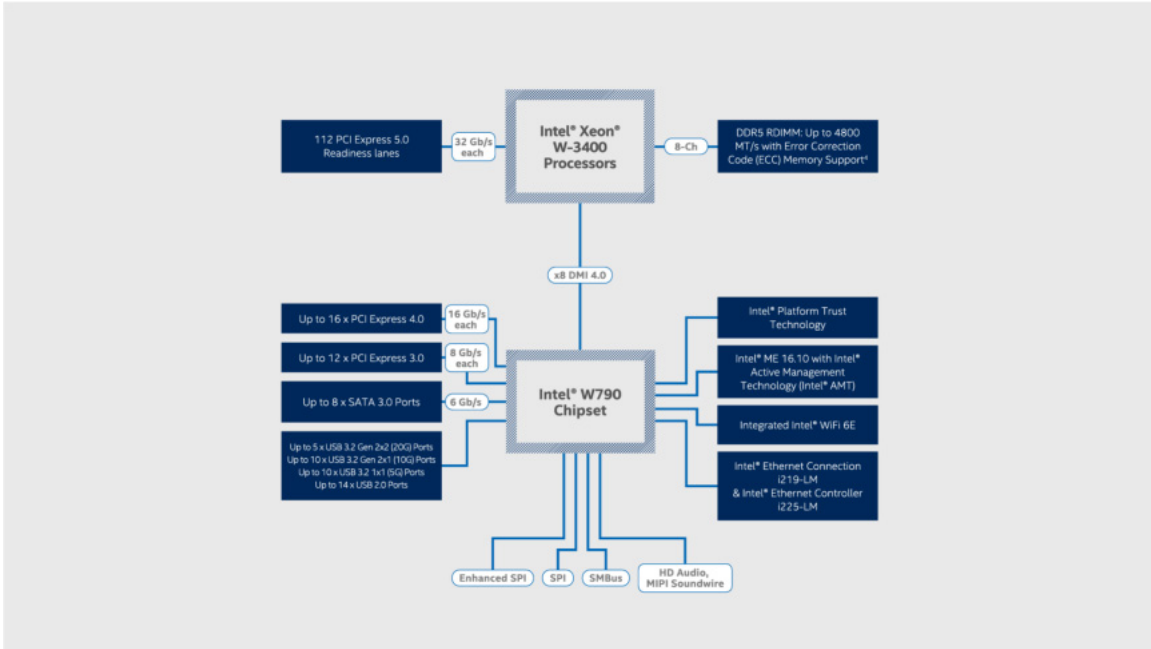 112 PCI Express 5.0
Readiness lanes
32 Gb/s
each
Intel® Xeon®
W-3400
Processors
8-Ch
DDR5 RDIMM: Up to 4800
MT/s with Error Correction
Code (ECC) Memory Support⁴
x8 DMI 4.0
Up to 16 x PCI Express 4.0
16 Gb/s
each
Up to 12 x PCI Express 3.0
8 Gb/s
each
Up to 8 x SATA 3.0 Ports
6 Gb/s
Up to 5 x USB 3.2 Gen 2x2 (20G) Ports
Up to 10 x USB 3.2 Gen 2x1 (10G) Ports
Up to 10 x USB 3.2 1x1 (5G) Ports
Up to 14 x USB 2.0 Ports
Intel® W790
Chipset
Intel® Platform Trust
Technology
Intel® ME 16.10 with Intel®
Active Management
Technology (Intel® AMT)
Integrated Intel® WiFi 6E
Intel® Ethernet Connection
i219-LM
& Intel® Ethernet Controller
i225-LM
Enhanced SPI
SPI
SMBus
HD Audio,
MIPI Soundwire